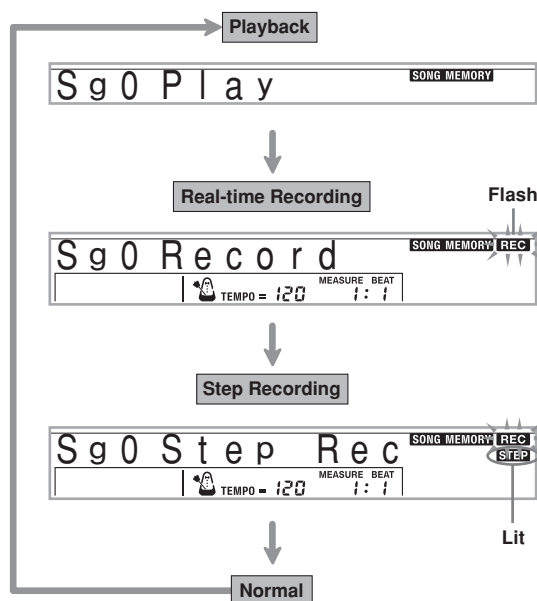 Playback
Sg0 Play SONG MEMORY
Real-time Recording
Flash
Sg0 Record SONG MEMORY REC
TEMPO = 120 MEASURE BEAT 1 : 1
Step Recording
Sg0 Step Rec SONG MEMORY REC
STEP
TEMPO = 120 MEASURE BEAT 1 : 1
Lit
Normal